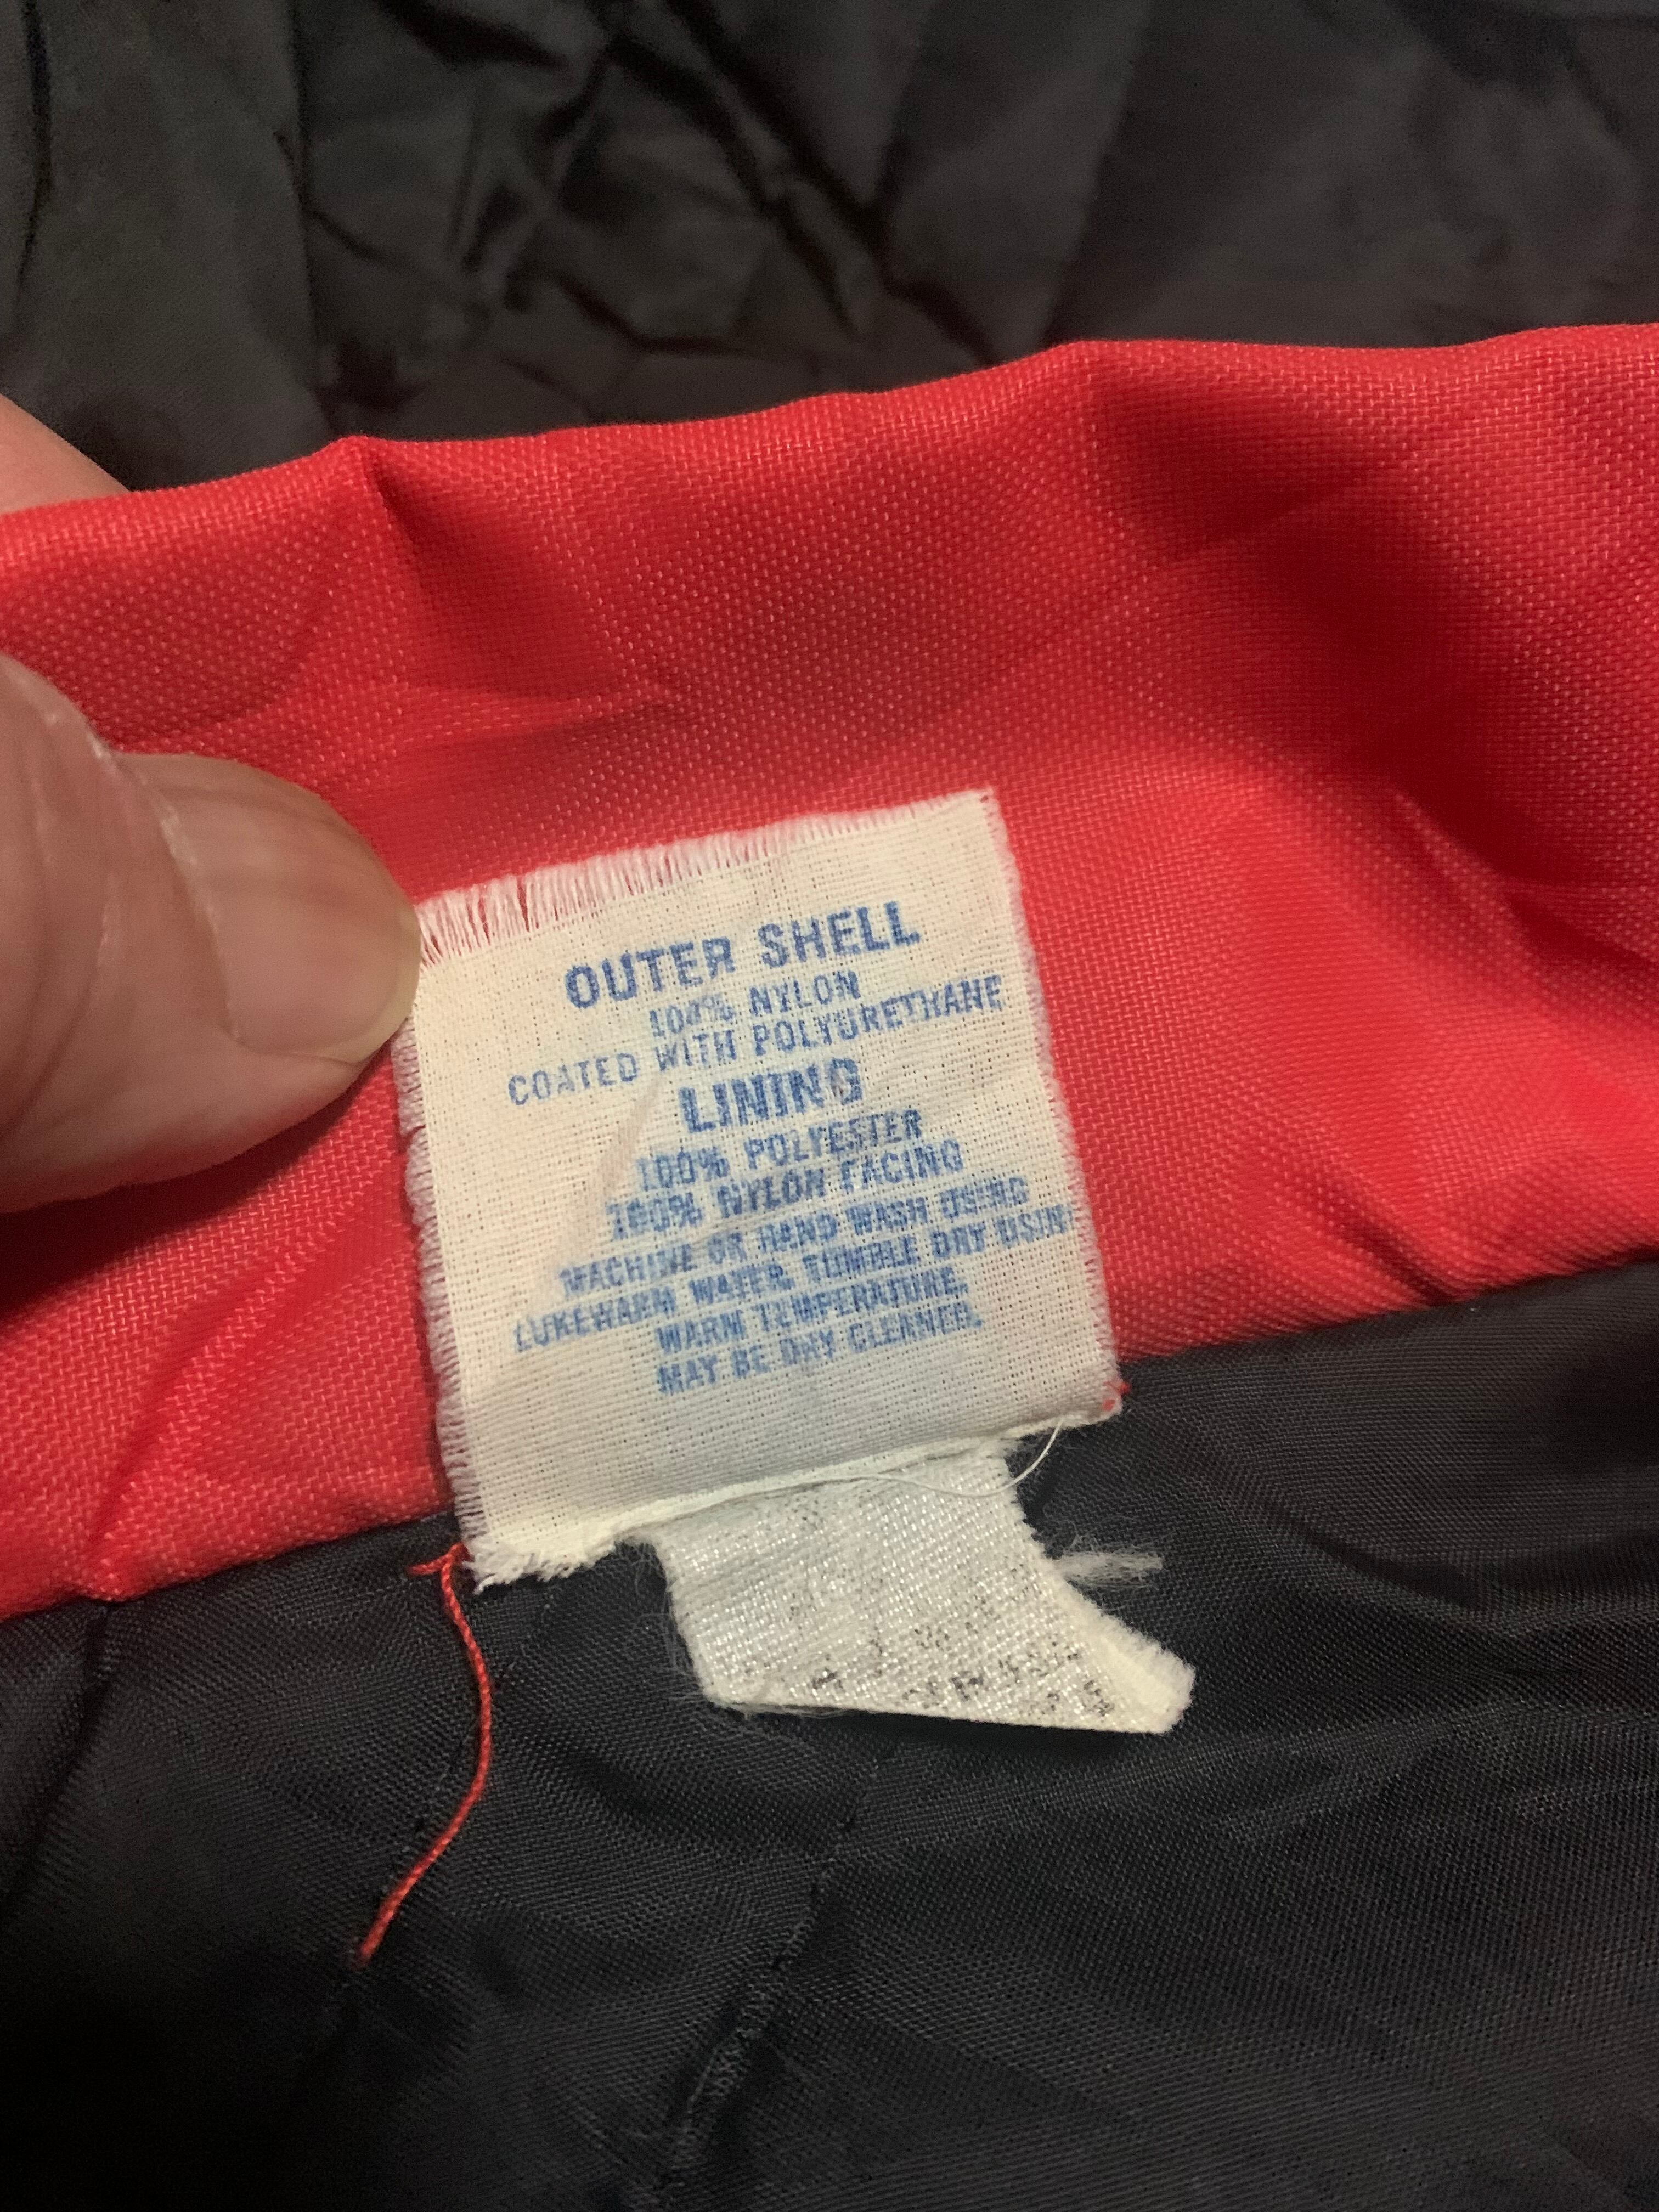 OUTER SHELL
100% NYLON
COATED WITH POLYURETHANE
LINING
100% POLYESTER
100% NYLON FACING
MACHINE OR HAND WASH USING
LUKEWARM WATER. TUMBLE DRY USIN
WARM TEMPERATURE.
MAY BE DRY CLEANED.